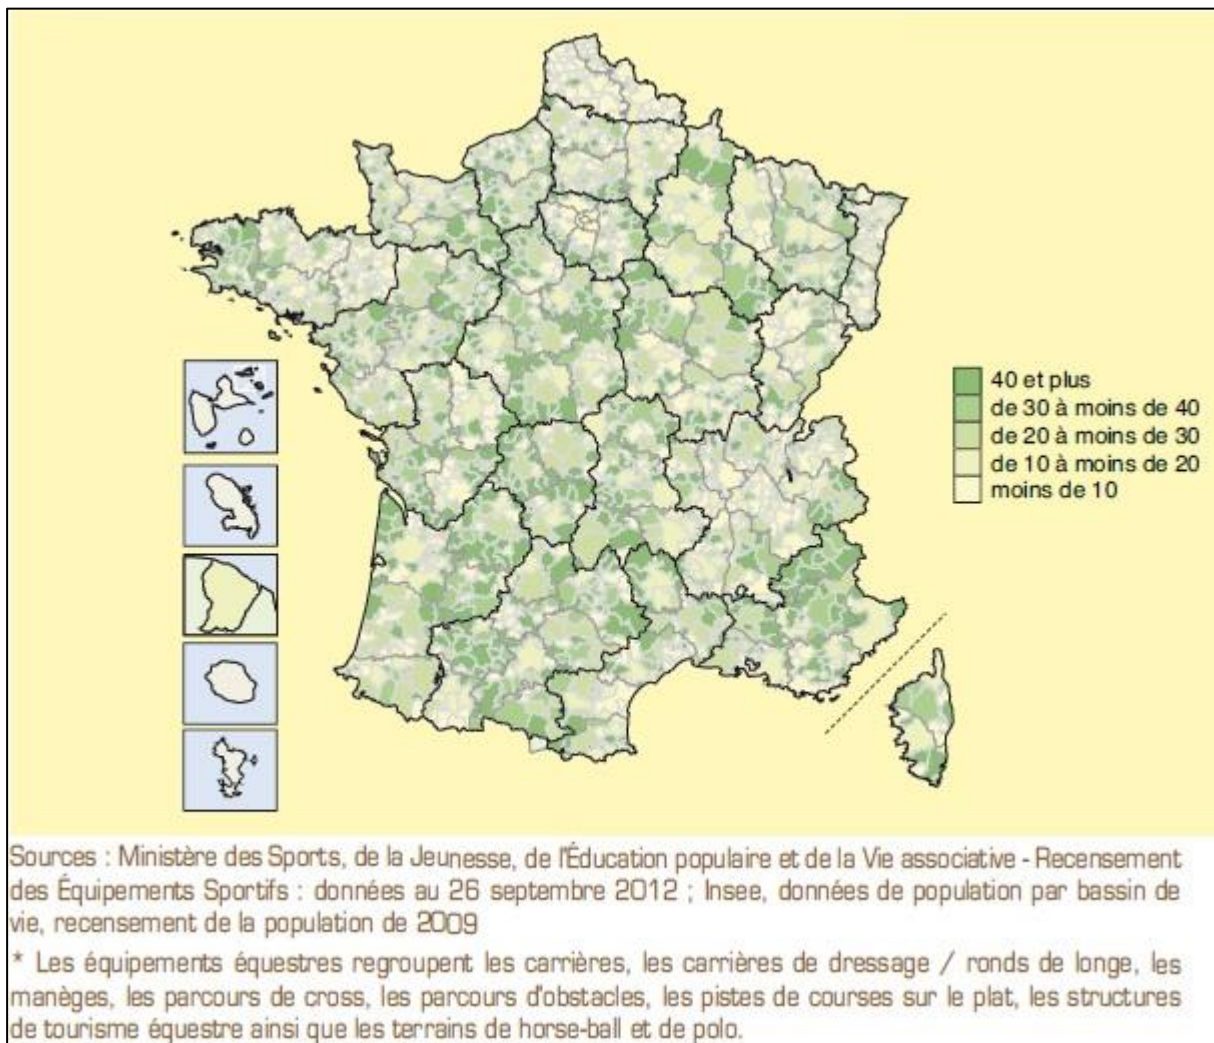 40 et plus
de 30 à moins de 40
de 20 à moins de 30
de 10 à moins de 20
moins de 10
Sources : Ministère des Sports, de la Jeunesse, de l'Éducation populaire et de la Vie associative - Recensement
des Équipements Sportifs : données au 26 septembre 2012 ; Insee, données de population par bassin de
vie, recensement de la population de 2009
* Les équipements équestres regroupent les carrières, les carrières de dressage / ronds de longe, les
manèges, les parcours de cross, les parcours d'obstacles, les pistes de courses sur le plat, les structures
de tourisme équestre ainsi que les terrains de horse-ball et de polo.